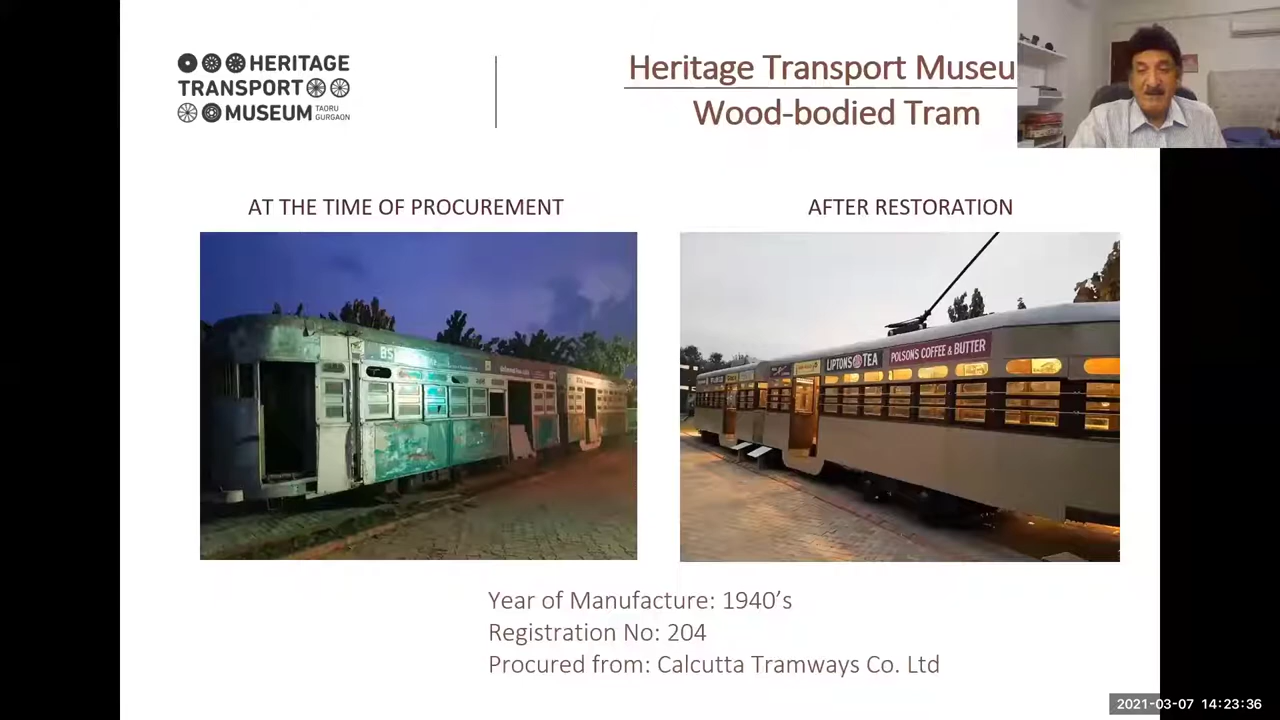 HERITAGE
TRANSPORT
MUSEUM TAORU GURGAON
Heritage Transport Museu
Wood-bodied Tram
AT THE TIME OF PROCUREMENT
AFTER RESTORATION
LIPTONS TEA
POLSONS COFFEE & BUTTER
Year of Manufacture: 1940’s
Registration No: 204
Procured from: Calcutta Tramways Co. Ltd
2021-03-07 14:23:36